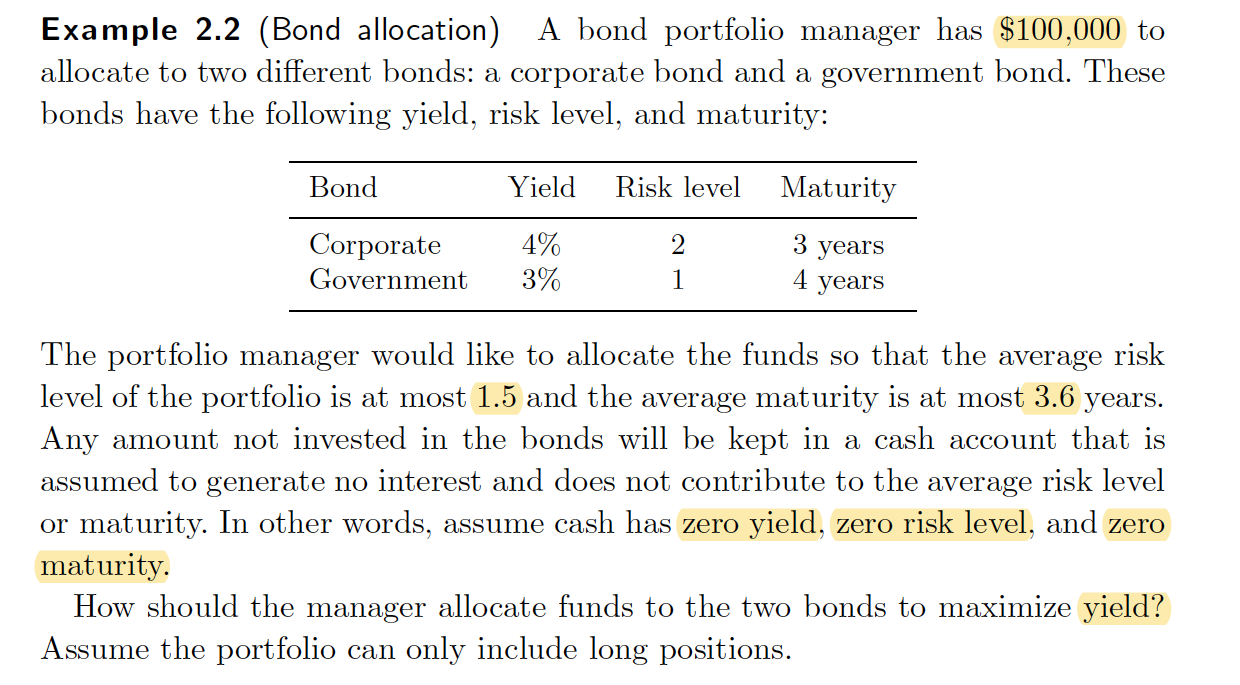 Example 2.2 (Bond allocation) A bond portfolio manager has $100,000 to
allocate to two different bonds: a corporate bond and a government bond. These
bonds have the following yield, risk level, and maturity:
Bond Yield Risk level Maturity
Corporate 4% 2 3 years
Government 3% 1 4 years
The portfolio manager would like to allocate the funds so that the average risk
level of the portfolio is at most 1.5 and the average maturity is at most 3.6 years.
Any amount not invested in the bonds will be kept in a cash account that is
assumed to generate no interest and does not contribute to the average risk level
or maturity. In other words, assume cash has zero yield, zero risk level, and zero
maturity.
How should the manager allocate funds to the two bonds to maximize yield?
Assume the portfolio can only include long positions.